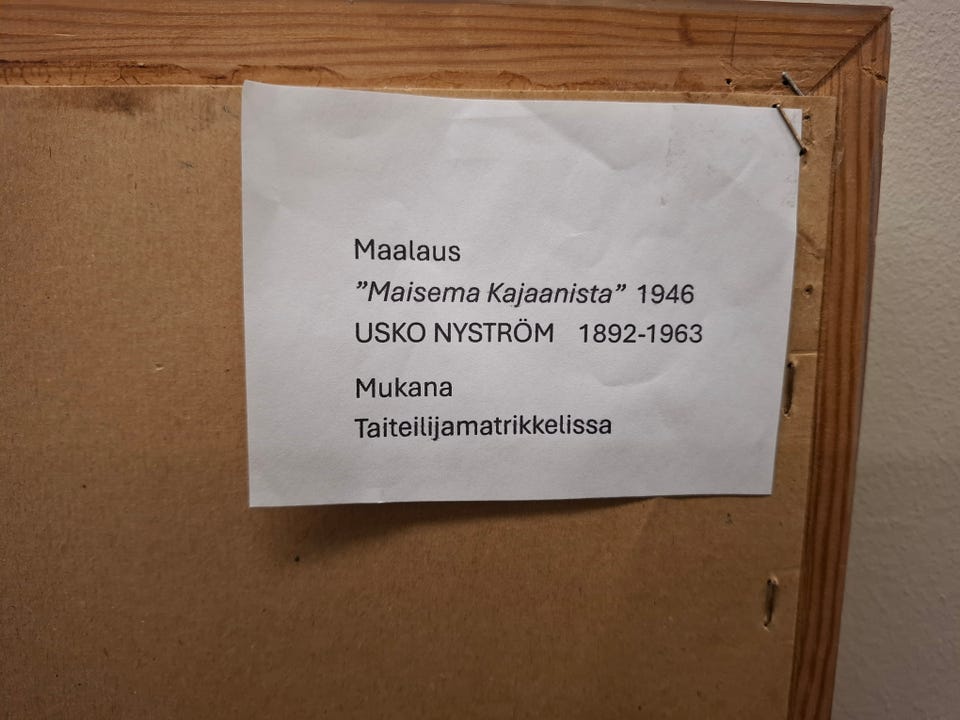 Maalaus
”Maisema Kajaanista” 1946
USKO NYSTRÖM 1892-1963
Mukana
Taiteilijamatrikkelissa